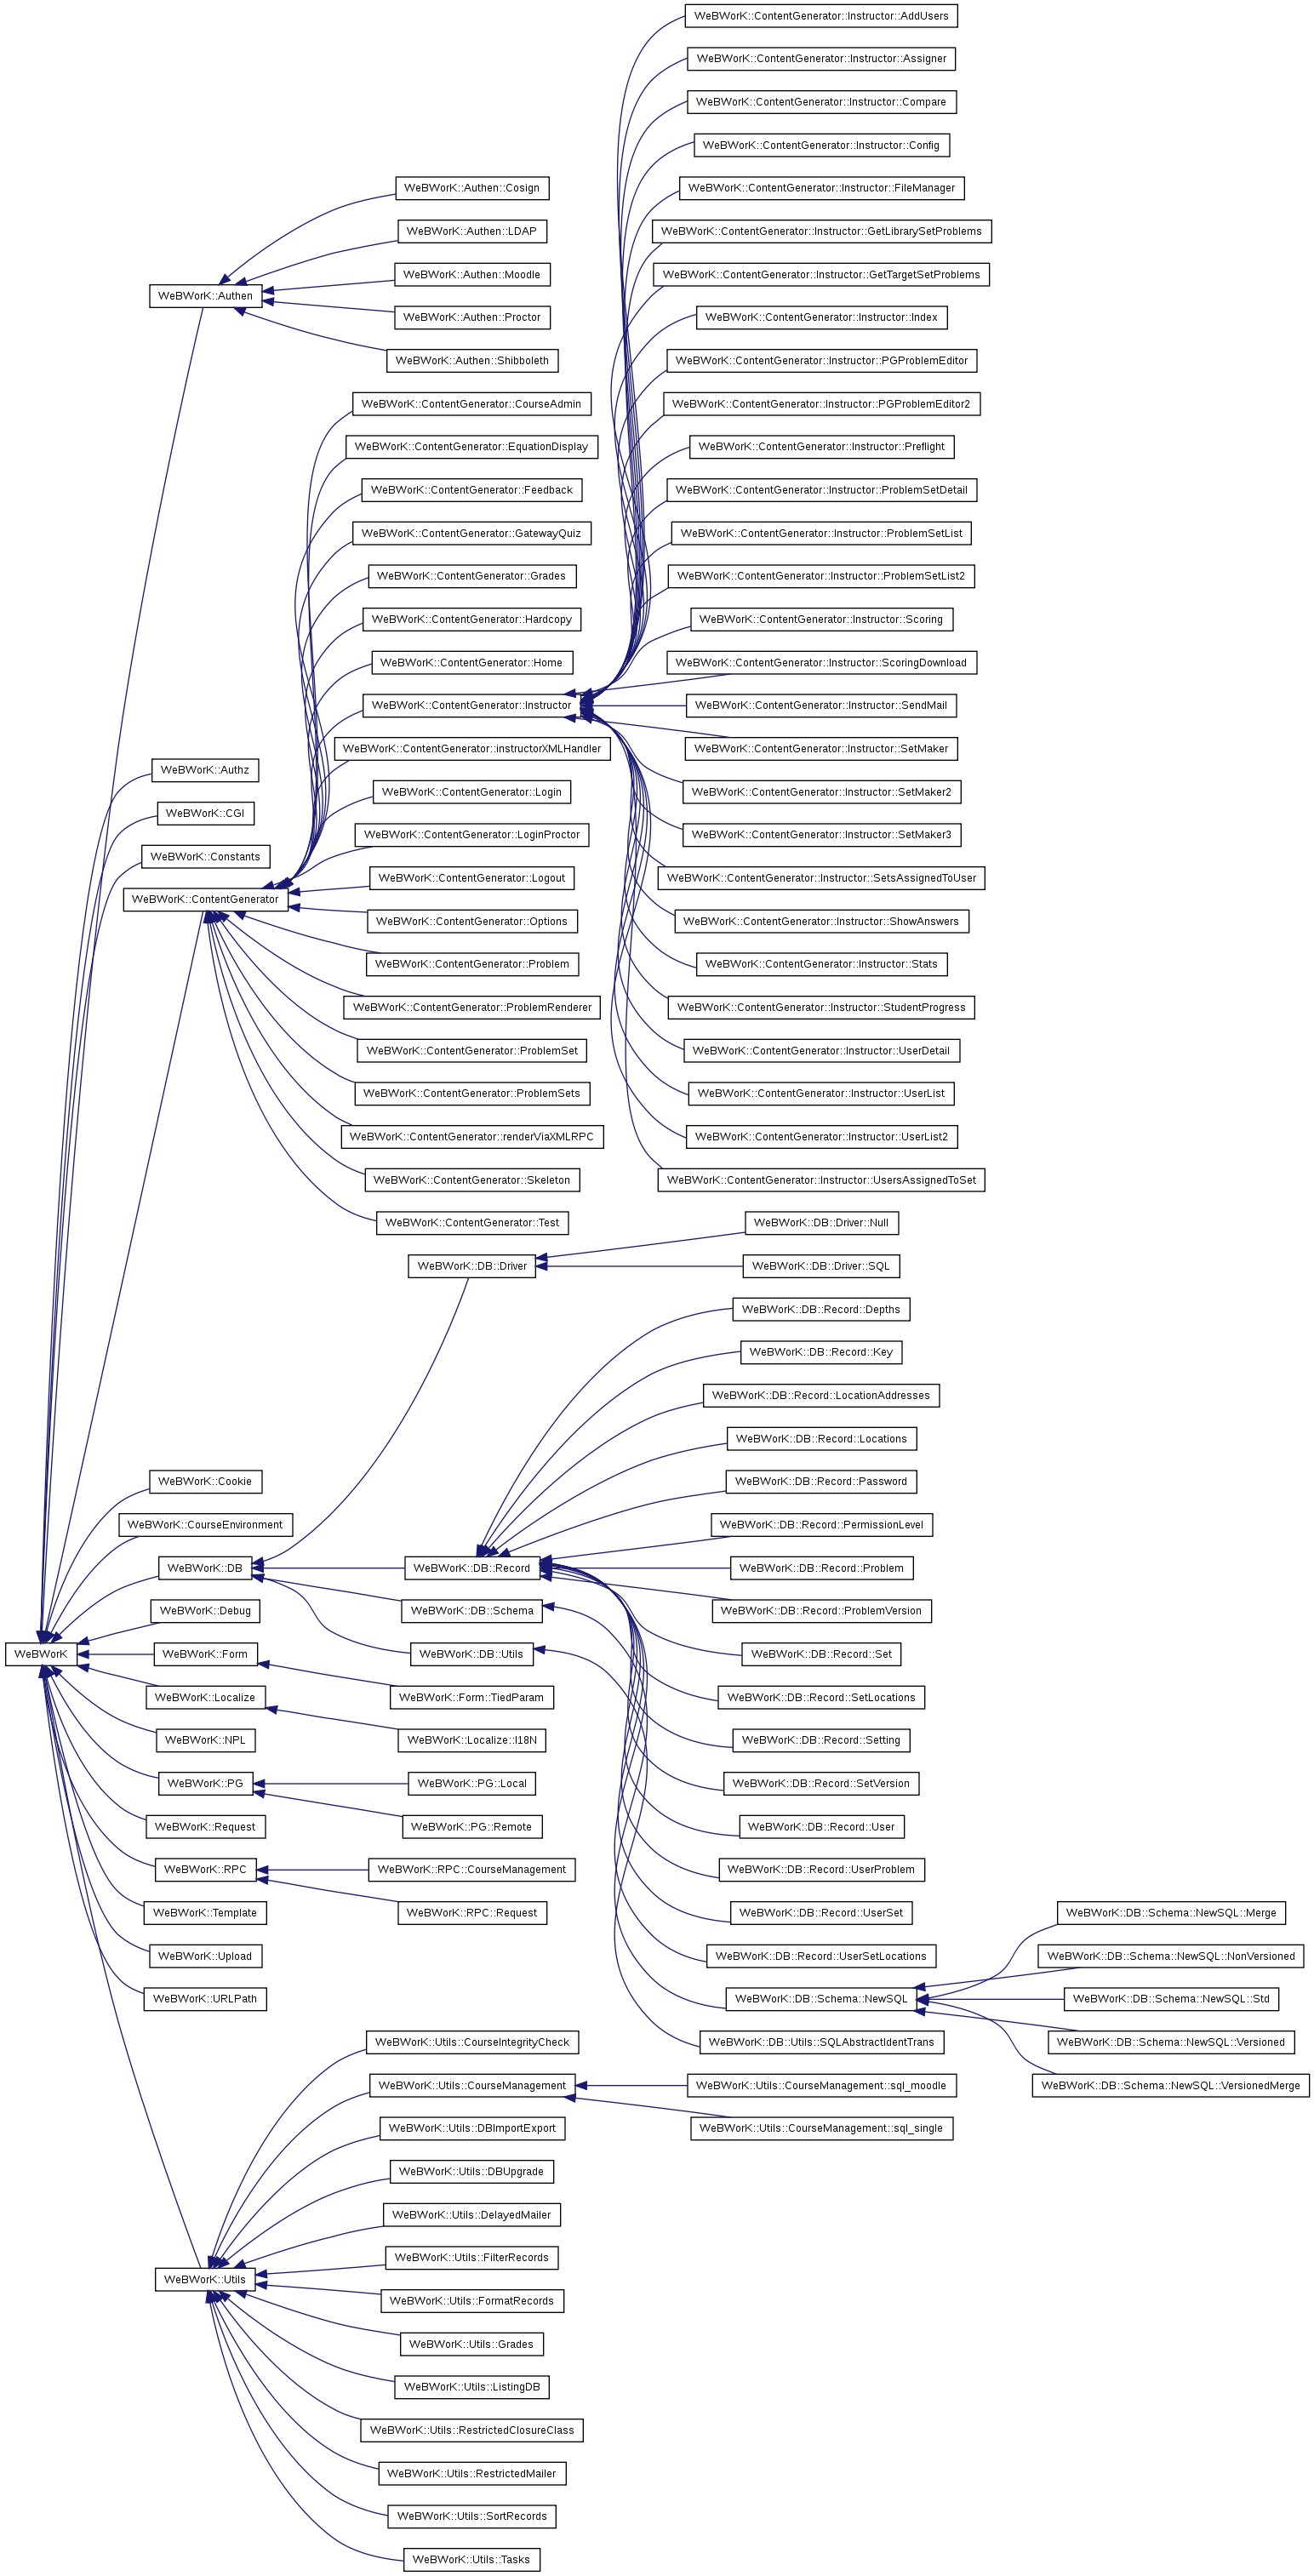 WeBWorK::ContentGenerator::Instructor::AddUsers
WeBWorK::ContentGenerator::Instructor::Assigner
WeBWorK::ContentGenerator::Instructor::Compare
WeBWorK::ContentGenerator::Instructor::Config
WeBWorK::Authen::Cosign
WeBWorK::ContentGenerator::Instructor::FileManager
WeBWorK::Authen::LDAP
WeBWorK::ContentGenerator::Instructor::GetLibrarySetProblems
WeBWorK::Authen::Moodle
WeBWorK::ContentGenerator::Instructor::GetTargetSetProblems
WeBWorK::Authen
WeBWorK::Authen::Proctor
WeBWorK::ContentGenerator::Instructor::Index
WeBWorK::Authen::Shibboleth
WeBWorK::ContentGenerator::Instructor::PGProblemEditor
WeBWorK::ContentGenerator::CourseAdmin
WeBWorK::ContentGenerator::Instructor::PGProblemEditor2
WeBWorK::ContentGenerator::EquationDisplay
WeBWorK::ContentGenerator::Instructor::Preflight
WeBWorK::ContentGenerator::Feedback
WeBWorK::ContentGenerator::Instructor::ProblemSetDetail
WeBWorK::ContentGenerator::GatewayQuiz
WeBWorK::ContentGenerator::Instructor::ProblemSetList
WeBWorK::ContentGenerator::Grades
WeBWorK::ContentGenerator::Instructor::ProblemSetList2
WeBWorK::ContentGenerator::Hardcopy
WeBWorK::ContentGenerator::Instructor::Scoring
WeBWorK::ContentGenerator::Home
WeBWorK::ContentGenerator::Instructor::ScoringDownload
WeBWorK::ContentGenerator::Instructor
WeBWorK::ContentGenerator::Instructor::SendMail
WeBWorK::ContentGenerator::instructorXMLHandler
WeBWorK::ContentGenerator::Instructor::SetMaker
WeBWorK::Authz
WeBWorK::ContentGenerator::Login
WeBWorK::ContentGenerator::Instructor::SetMaker2
WeBWorK::CGI
WeBWorK::ContentGenerator::LoginProctor
WeBWorK::ContentGenerator::Instructor::SetMaker3
WeBWorK::Constants
WeBWorK::ContentGenerator::Logout
WeBWorK::ContentGenerator::Instructor::SetsAssignedToUser
WeBWorK::ContentGenerator
WeBWorK::ContentGenerator::Options
WeBWorK::ContentGenerator::Instructor::ShowAnswers
WeBWorK::ContentGenerator::Problem
WeBWorK::ContentGenerator::Instructor::Stats
WeBWorK::ContentGenerator::ProblemRenderer
WeBWorK::ContentGenerator::Instructor::StudentProgress
WeBWorK::ContentGenerator::ProblemSet
WeBWorK::ContentGenerator::Instructor::UserDetail
WeBWorK::ContentGenerator::ProblemSets
WeBWorK::ContentGenerator::Instructor::UserList
WeBWorK::ContentGenerator::renderViaXMLRPC
WeBWorK::ContentGenerator::Instructor::UserList2
WeBWorK::ContentGenerator::Skeleton
WeBWorK::ContentGenerator::Instructor::UsersAssignedToSet
WeBWorK::ContentGenerator::Test
WeBWorK::DB::Driver::Null
WeBWorK::DB::Driver
WeBWorK::DB::Driver::SQL
WeBWorK::DB::Record::Depths
WeBWorK::DB::Record::Key
WeBWorK::DB::Record::LocationAddresses
WeBWorK::DB::Record::Locations
WeBWorK::Cookie
WeBWorK::DB::Record::Password
WeBWorK::CourseEnvironment
WeBWorK::DB::Record::PermissionLevel
WeBWorK::DB
WeBWorK::DB::Record
WeBWorK::DB::Record::Problem
WeBWorK::Debug
WeBWorK::DB::Schema
WeBWorK::DB::Record::ProblemVersion
WeBWorK
WeBWorK::Form
WeBWorK::DB::Utils
WeBWorK::DB::Record::Set
WeBWorK::Localize
WeBWorK::Form::TiedParam
WeBWorK::DB::Record::SetLocations
WeBWorK::NPL
WeBWorK::Localize::I18N
WeBWorK::DB::Record::Setting
WeBWorK::PG
WeBWorK::PG::Local
WeBWorK::DB::Record::SetVersion
WeBWorK::Request
WeBWorK::PG::Remote
WeBWorK::DB::Record::User
WeBWorK::RPC
WeBWorK::RPC::CourseManagement
WeBWorK::DB::Record::UserProblem
WeBWorK::Template
WeBWorK::RPC::Request
WeBWorK::DB::Record::UserSet
WeBWorK::DB::Schema::NewSQL::Merge
WeBWorK::Upload
WeBWorK::DB::Record::UserSetLocations
WeBWorK::DB::Schema::NewSQL::NonVersioned
WeBWorK::URLPath
WeBWorK::DB::Schema::NewSQL
WeBWorK::DB::Schema::NewSQL::Std
WeBWorK::Utils::CourseIntegrityCheck
WeBWorK::DB::Utils::SQLAbstractIdentTrans
WeBWorK::DB::Schema::NewSQL::Versioned
WeBWorK::Utils::CourseManagement
WeBWorK::Utils::CourseManagement::sql_moodle
WeBWorK::DB::Schema::NewSQL::VersionedMerge
WeBWorK::Utils::DBImportExport
WeBWorK::Utils::CourseManagement::sql_single
WeBWorK::Utils::DBUpgrade
WeBWorK::Utils::DelayedMailer
WeBWorK::Utils::FilterRecords
WeBWorK::Utils
WeBWorK::Utils::FormatRecords
WeBWorK::Utils::Grades
WeBWorK::Utils::ListingDB
WeBWorK::Utils::RestrictedClosureClass
WeBWorK::Utils::RestrictedMailer
WeBWorK::Utils::SortRecords
WeBWorK::Utils::Tasks